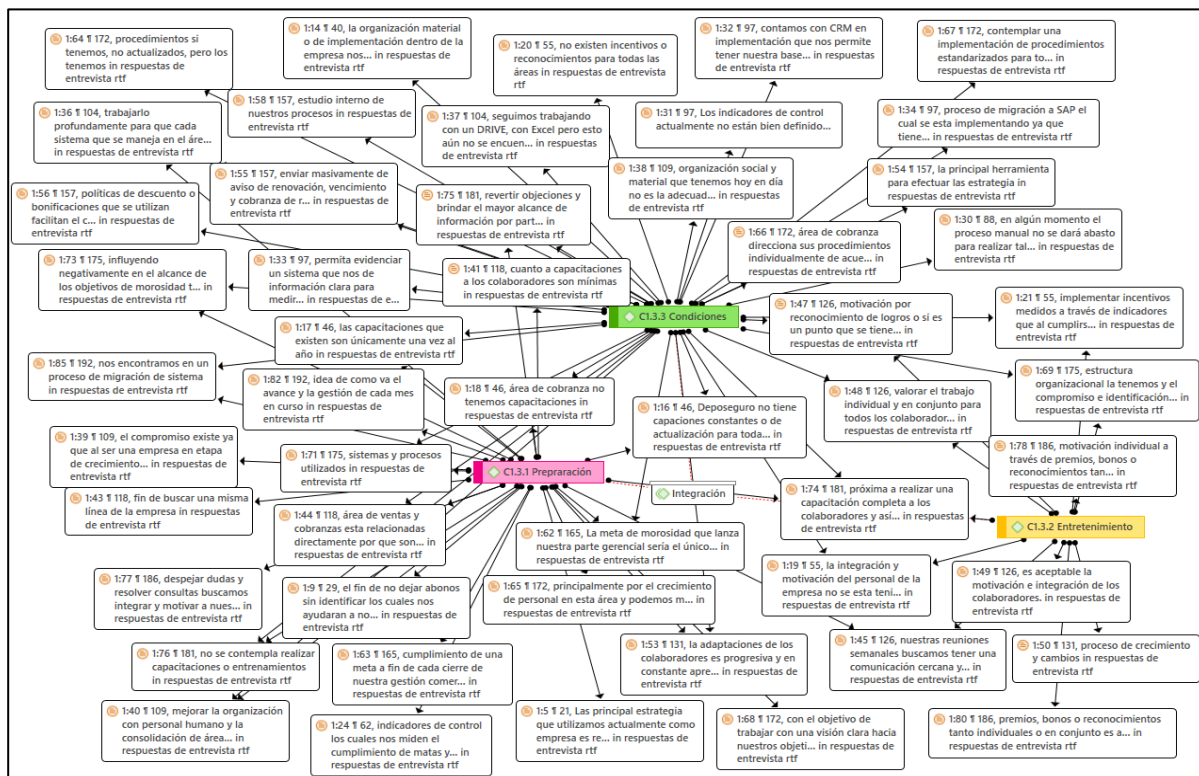 1:64 ¶ 172, procedimientos si
tenemos, no actualizados, pero los
tenemos in respuestas de
entrevista rtf
1:14 ¶ 40, la organización material
o de implementación dentro de la
empresa nos... in respuestas de
entrevista rtf
1:20 ¶ 55, no existen incentivos o
reconocimientos para todas las
áreas in respuestas de entrevista
rtf
1:32 ¶ 97, contamos con CRM en
implementación que nos permite
tener nuestra base... in respuestas
de entrevista rtf
1:67 ¶ 172, contemplar una
implementación de procedimientos
estandarizados para to... in
respuestas de entrevista rtf
1:36 ¶ 104, trabajarlo
profundamente para que cada
sistema que se maneja en el áre...
in respuestas de entrevista rtf
1:58 ¶ 157, estudio interno de
nuestros procesos in respuestas de
entrevista rtf
1:37 ¶ 104, seguimos trabajando
con un DRIVE, con Excel pero esto
aún no se encuen... in respuestas
de entrevista rtf
1:31 ¶ 97, Los indicadores de control
actualmente no están bien definido...
1:34 ¶ 97, proceso de migración a SAP el
cual se esta implementando ya que
tiene... in respuestas de entrevista rtf
1:55 ¶ 157, enviar masivamente de
aviso de renovación, vencimiento
y cobranza de r... in respuestas de
entrevista rtf
1:38 ¶ 109, organización social y
material que tenemos hoy en día
no es la adecuad... in respuestas
de entrevista rtf
1:54 ¶ 157, la principal herramienta
para efectuar las estrategia in
respuestas de entrevista rtf
1:56 ¶ 157, políticas de descuento o
bonificaciones que se utilizan
facilitan el c... in respuestas de
entrevista rtf
1:75 ¶ 181, revertir objeciones y
brindar el mayor alcance de
información por part... in
respuestas de entrevista rtf
1:30 ¶ 88, en algún momento el
proceso manual no se dará abasto
para realizar tal... in respuestas de
entrevista rtf
1:66 ¶ 172, área de cobranza
direcciona sus procedimientos
individualmente de acue... in
respuestas de entrevista rtf
1:73 ¶ 175, influyendo
negativamente en el alcance de
los objetivos de morosidad t... in
respuestas de entrevista rtf
1:33 ¶ 97, permita evidenciar
un sistema que nos de
información clara para
medir... in respuestas de e...
1:41 ¶ 118, cuanto a capacitaciones
a los colaboradores son mínimas
in respuestas de entrevista rtf
C1.3.3 Condiciones
1:47 ¶ 126, motivación por
reconocimiento de logros o si es
un punto que se tiene... in
respuestas de entrevista rtf
1:21 ¶ 55, implementar incentivos
medidos a través de indicadores
que al cumplirs... in respuestas de
entrevista rtf
1:17 ¶ 46, las capacitaciones que
existen son únicamente una vez al
año in respuestas de entrevista rtf
1:85 ¶ 192, nos encontramos en un
proceso de migración de sistema
in respuestas de entrevista rtf
1:82 ¶ 192, idea de como va el
avance y la gestión de cada mes
en curso in respuestas de
entrevista rtf
1:18 ¶ 46, área de cobranza no
tenemos capacitaciones in
respuestas de entrevista rtf
1:16 ¶ 46, Deposeguro no tiene
capaciones constantes o de
actualización para toda... in
respuestas de entrevista rtf
1:48 ¶ 126, valorar el trabajo
individual y en conjunto para
todos los colaborador... in
respuestas de entrevista rtf
1:69 ¶ 175, estructura
organizacional la tenemos y el
compromiso e identificación...
in respuestas de entrevista rtf
1:39 ¶ 109, el compromiso existe ya
que al ser una empresa en etapa
de crecimiento... in respuestas de
entrevista rtf
1:71 ¶ 175, sistemas y procesos
utilizados in respuestas de
entrevista rtf
C1.3.1 Prepraración
1:78 ¶ 186, motivación individual a
través de premios, bonos o
reconocimientos tan... in
respuestas de entrevista rtf
Integración
1:43 ¶ 118, fin de buscar una misma
línea de la empresa in respuestas de
entrevista rtf
1:44 ¶ 118, área de ventas y
cobranzas esta relacionadas
directamente por que son...
in respuestas de entrevista rtf
1:74 ¶ 181, próxima a realizar una
capacitación completa a los
colaboradores y así... in respuestas
de entrevista rtf
C1.3.2 Entretenimiento
1:62 ¶ 165, La meta de morosidad que lanza
nuestra parte gerencial sería el único...
in respuestas de entrevista rtf
1:77 ¶ 186, despejar dudas y
resolver consultas buscamos
integrar y motivar a nues... in
respuestas de entrevista rtf
1:9 ¶ 29, el fin de no dejar abonos
sin identificar los cuales nos
ayudaran a no... in respuestas de
entrevista rtf
1:65 ¶ 172, principalmente por el crecimiento
de personal en esta área y podemos m...
in respuestas de entrevista rtf
1:19 ¶ 55, la integración y
motivación del personal de la
empresa no se esta teni... in
respuestas de entrevista rtf
1:49 ¶ 126, es aceptable la
motivación e integración de los
colaboradores. in respuestas de
entrevista rtf
1:76 ¶ 181, no se contempla realizar
capacitaciones o entrenamientos
in respuestas de entrevista rtf
1:63 ¶ 165, cumplimiento de una
meta a fin de cada cierre de
nuestra gestión comer... in
respuestas de entrevista rtf
1:53 ¶ 131, la adaptaciones de los
colaboradores es progresiva y en
constante apre... in respuestas de
entrevista rtf
1:45 ¶ 126, nuestras reuniones
semanales buscamos tener una
comunicación cercana y... in
respuestas de entrevista rtf
1:50 ¶ 131, proceso de crecimiento
y cambios in respuestas de
entrevista rtf
1:40 ¶ 109, mejorar la organización
con personal humano y la
consolidación de área... in
respuestas de entrevista rtf
1:24 ¶ 62, indicadores de control
los cuales nos miden el
cumplimiento de matas y... in
respuestas de entrevista rtf
1:5 ¶ 21, Las principal estrategia
que utilizamos actualmente como
empresa es re... in respuestas de
entrevista rtf
1:68 ¶ 172, con el objetivo de
trabajar con un visión clara hacia
nuestros objeti... in respuestas de
entrevista rtf
1:80 ¶ 186, premios, bonos o reconocimientos
tanto individuales o en conjunto es a... in
respuestas de entrevista rtf